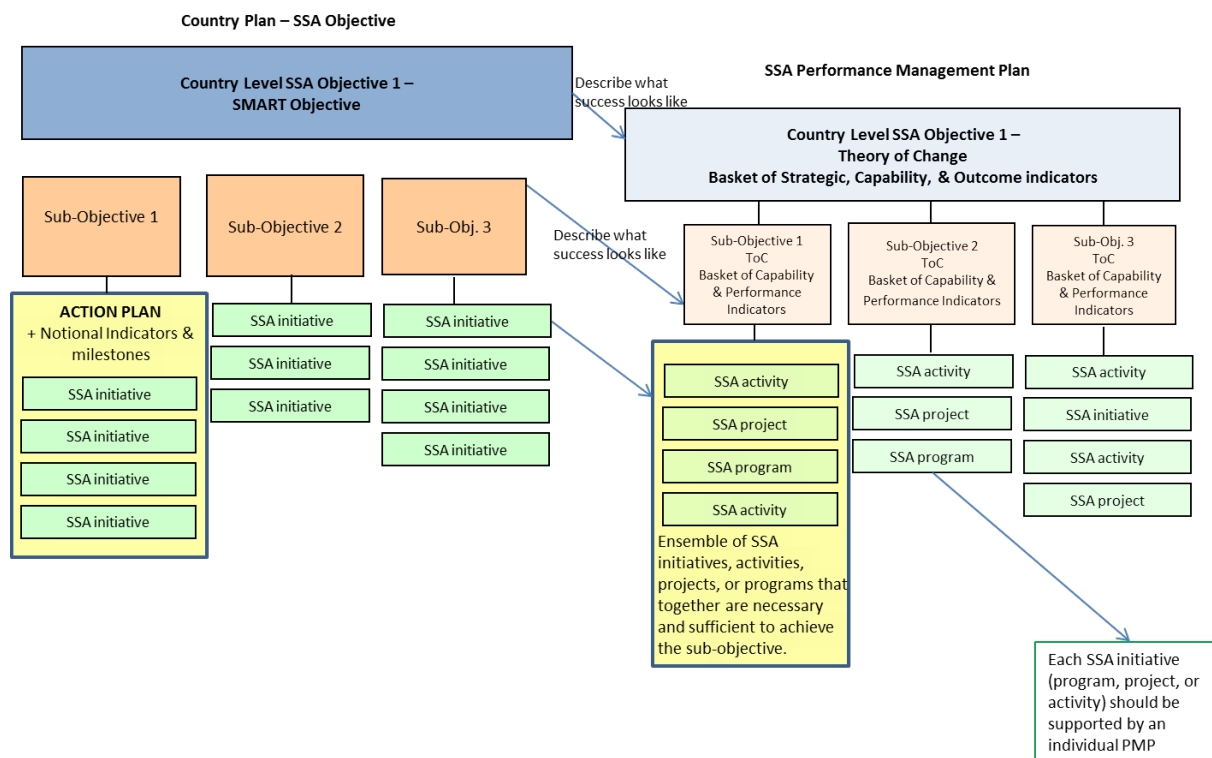 Country Plan – SSA Objective
Country Level SSA Objective 1 –
SMART Objective
Describe what
success looks like
SSA Performance Management Plan
Country Level SSA Objective 1 –
Theory of Change
Basket of Strategic, Capability, & Outcome indicators
Sub-Objective 1
Sub-Objective 2
Sub-Obj. 3
Describe what
success looks like
ACTION PLAN
+ Notional Indicators &
milestones
SSA initiative
SSA initiative
SSA initiative
SSA initiative
SSA initiative
SSA initiative
SSA initiative
SSA initiative
SSA initiative
SSA initiative
SSA initiative
Sub-Objective 1
ToC
Basket of Capability
& Performance
Indicators
Sub-Objective 2
ToC
Basket of Capability &
Performance Indicators
Sub-Obj. 3
ToC
Basket of Capability
& Performance
Indicators
SSA activity
SSA project
SSA program
SSA activity
Ensemble of SSA
initiatives, activities,
projects, or programs that
together are necessary
and sufficient to achieve
the sub-objective.
SSA activity
SSA project
SSA program
SSA activity
SSA initiative
SSA activity
SSA project
Each SSA initiative
(program, project, or
activity) should be
supported by an
individual PMP